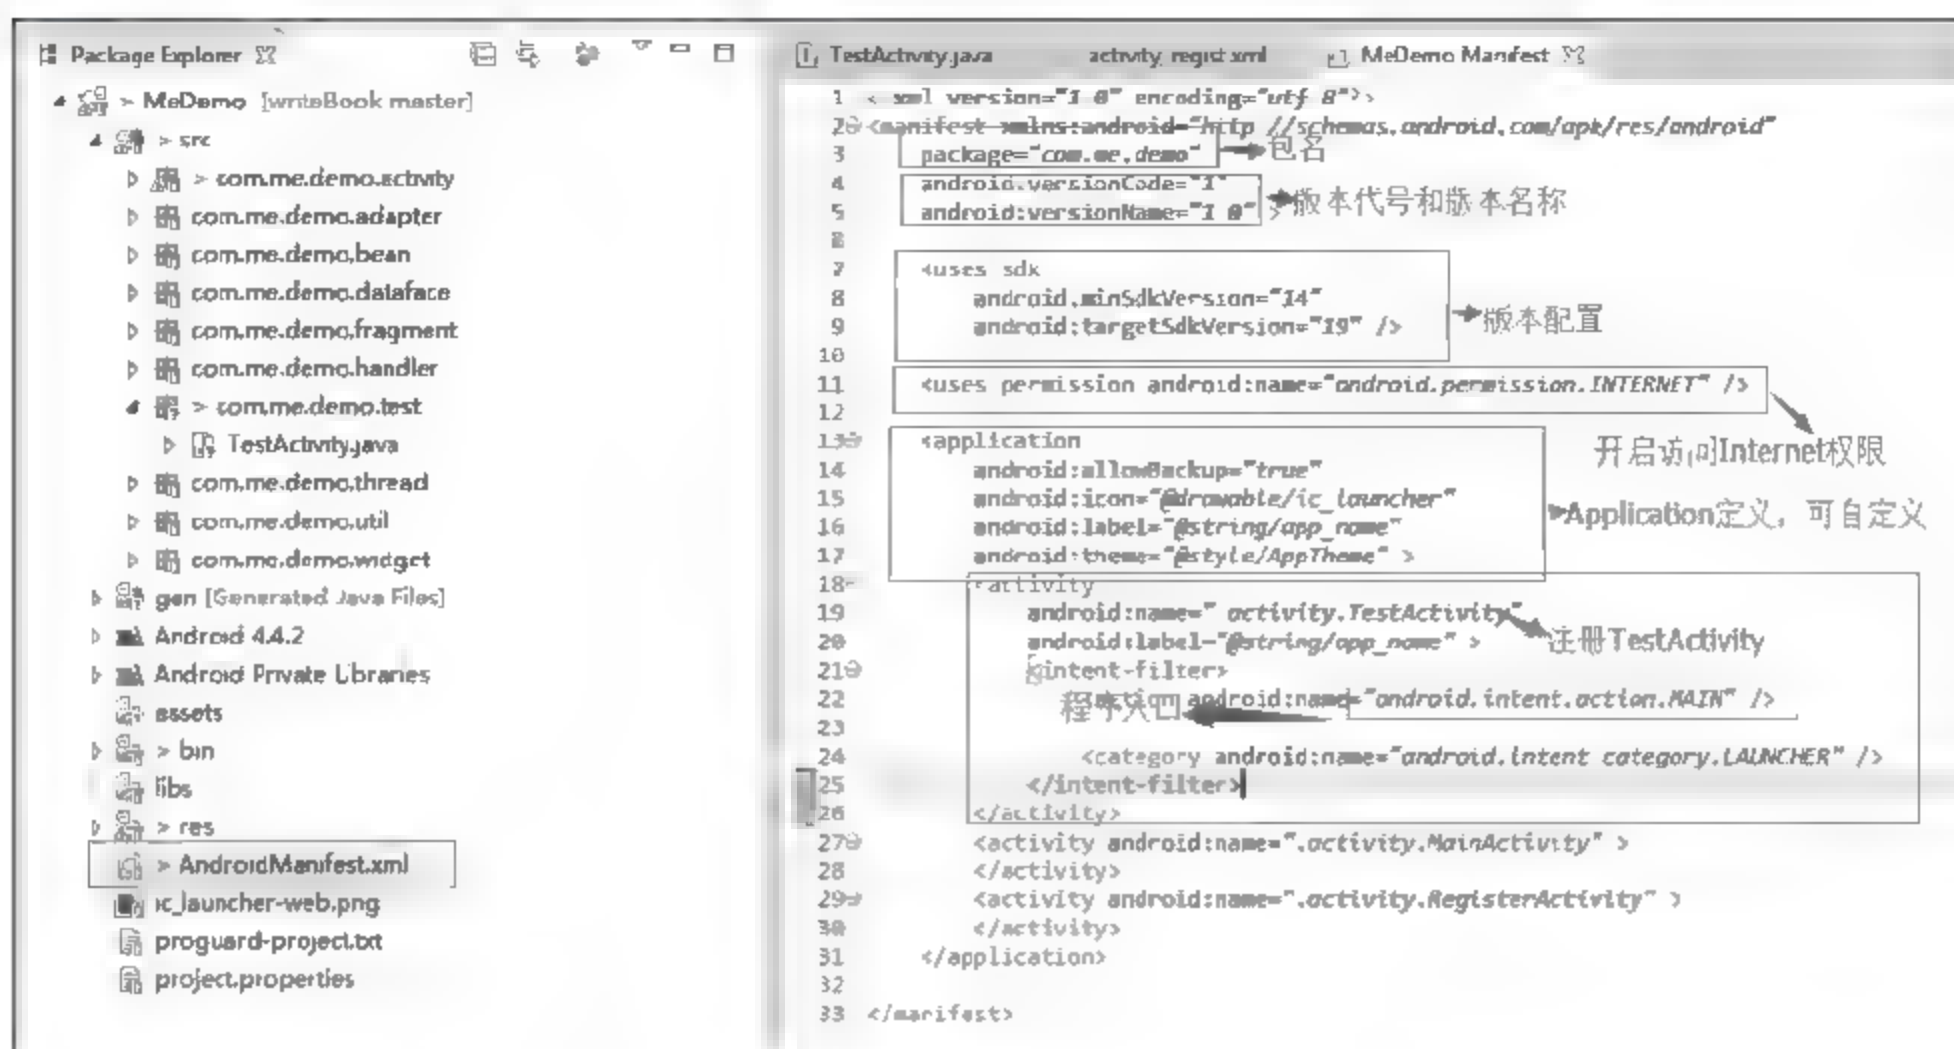 Package Explorer
> MeDemo [writeBook master]
> src
> com.me.demo.activity
com.me.demo.adapter
com.me.demo.bean
com.me.demo.dataface
com.me.demo.fragment
com.me.demo.handler
> com.me.demo.test
TestActivity.java
com.me.demo.thread
com.me.demo.util
com.me.demo.widget
gen [Generated Java Files]
Android 4.4.2
Android Private Libraries
assets
> bin
libs
> res
> AndroidManifest.xml
ic_launcher-web.png
proguard-project.txt
project.properties
TestActivity.java activity_regist.xml MeDemo Manifest
1 <?xml version="1.0" encoding="utf-8"?>
2 <manifest xmlns:android="http://schemas.android.com/apk/res/android"
3 package="com.me.demo" 包名
4 android:versionCode="1"
5 android:versionName="1.0" > 版本代号和版本名称
6
7 <uses-sdk
8 android:minSdkVersion="14"
9 android:targetSdkVersion="19" /> 版本配置
10
11 <uses-permission android:name="android.permission.INTERNET" />
12
开启访问Internet权限
13 <application
14 android:allowBackup="true"
15 android:icon="@drawable/ic_launcher"
16 android:label="@string/app_name"
17 android:theme="@style/AppTheme" >
Application定义，可自定义
18 <activity
19 android:name=".activity.TestActivity"
20 android:label="@string/app_name" >
注册TestActivity
21 <intent-filter>
22 <action android:name="android.intent.action.MAIN" />
程序入口
23
24 <category android:name="android.intent.category.LAUNCHER" />
25 </intent-filter>
26 </activity>
27 <activity android:name=".activity.MainActivity" >
28 </activity>
29 <activity android:name=".activity.RegisterActivity" >
30 </activity>
31 </application>
32
33 </manifest>